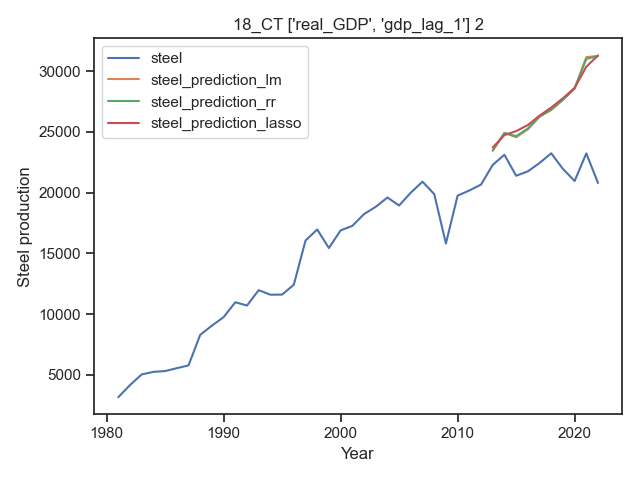 18_CT ['real_GDP', 'gdp_lag_1'] 2
steel
steel_prediction_lm
steel_prediction_rr
steel_prediction_lasso
30000
25000
20000
15000
10000
5000
Steel production
1980
1990
2000
2010
2020
Year